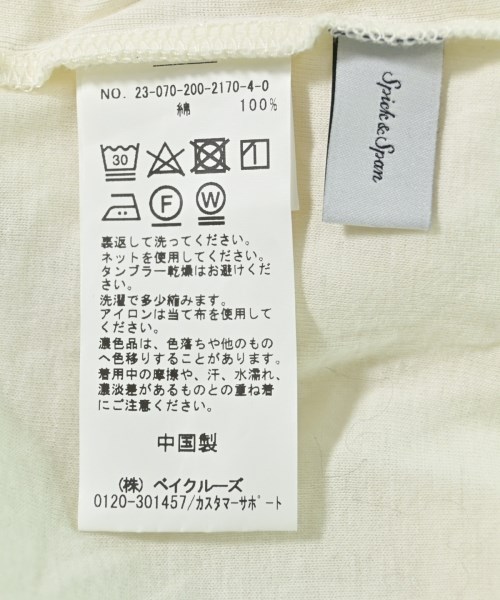 NO. 23-070-200-2170-4-0
綿 100%
30
F W
裏返して洗ってください。
ネットを使用してください。
タンブラー乾燥はお避けくだ
さい。
洗濯で多少縮みます。
アイロンは当て布を使用して
ください。
濃色品は、色落ちや他のもの
へ色移りすることがあります。
着用中の摩擦や、汗、水濡れ、
濃淡差があるものとの重ね着
にご注意ください。
中国製
(株) ベイクルーズ
0120-301457/カスタマーサポート
Spick & Span